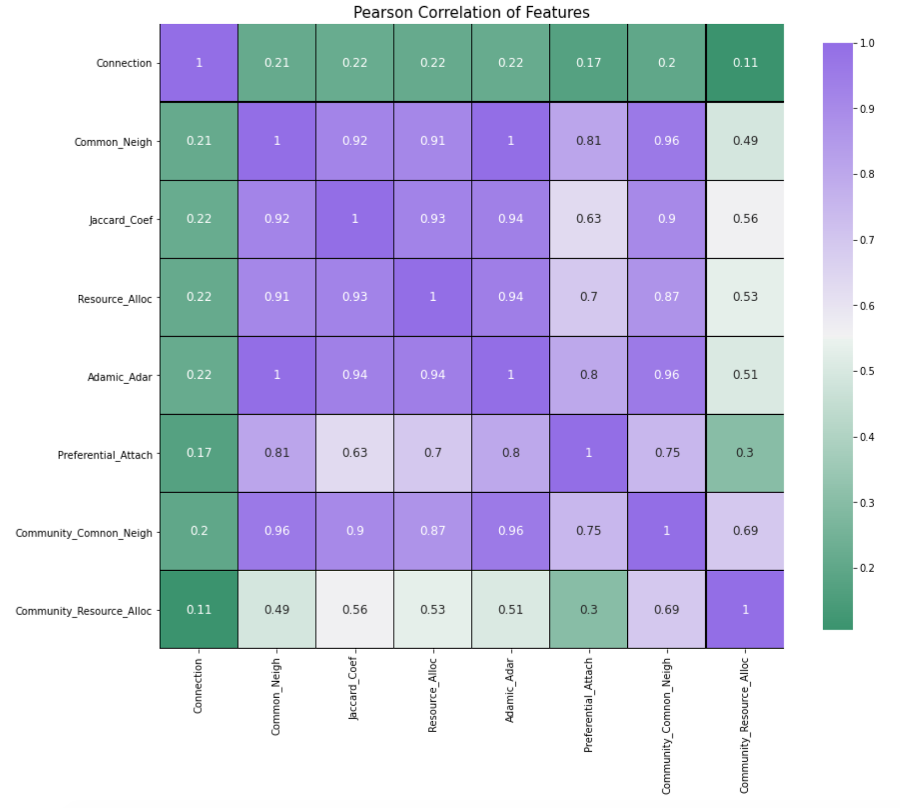 Pearson Correlation of Features
Connection 1 0.21 0.22 0.22 0.22 0.17 0.2 0.11
Common_Neigh 0.21 1 0.92 0.91 1 0.81 0.96 0.49
Jaccard_Coef 0.22 0.92 1 0.93 0.94 0.63 0.9 0.56
Resource_Alloc 0.22 0.91 0.93 1 0.94 0.7 0.87 0.53
Adamic_Adar 0.22 1 0.94 0.94 1 0.8 0.96 0.51
Preferential_Attach 0.17 0.81 0.63 0.7 0.8 1 0.75 0.3
Community_Comnon_Neigh 0.2 0.96 0.9 0.87 0.96 0.75 1 0.69
Community_Resource_Alloc 0.11 0.49 0.56 0.53 0.51 0.3 0.69 1
Connection
Common_Neigh
Jaccard_Coef
Resource_Alloc
Adamic_Adar
Preferential_Attach
Community_Comnon_Neigh
Community_Resource_Alloc
1.0
0.9
0.8
0.7
0.6
0.5
0.4
0.3
0.2